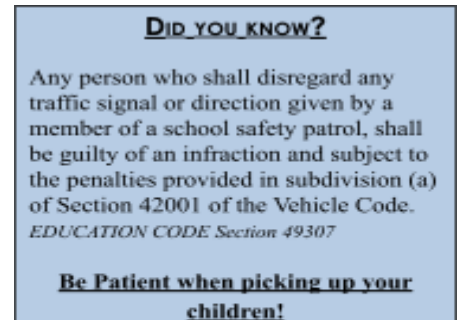 DID YOU KNOW?
Any person who shall disregard any
traffic signal or direction given by a
member of a school safety patrol, shall
be guilty of an infraction and subject to
the penalties provided in subdivision (a)
of Section 42001 of the Vehicle Code.
EDUCATION CODE Section 49307
Be Patient when picking up your
children!